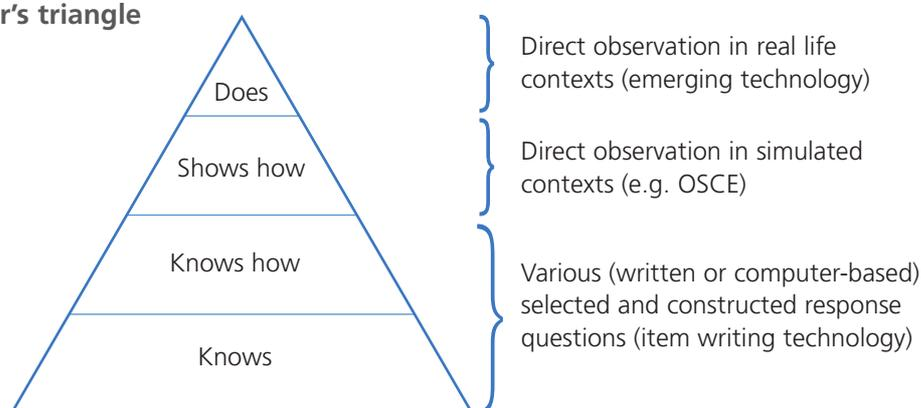 r's triangle
Does
Direct observation in real life
contexts (emerging technology)
Shows how
Direct observation in simulated
contexts (e.g. OSCE)
Knows how
Various (written or computer-based)
selected and constructed response
questions (item writing technology)
Knows